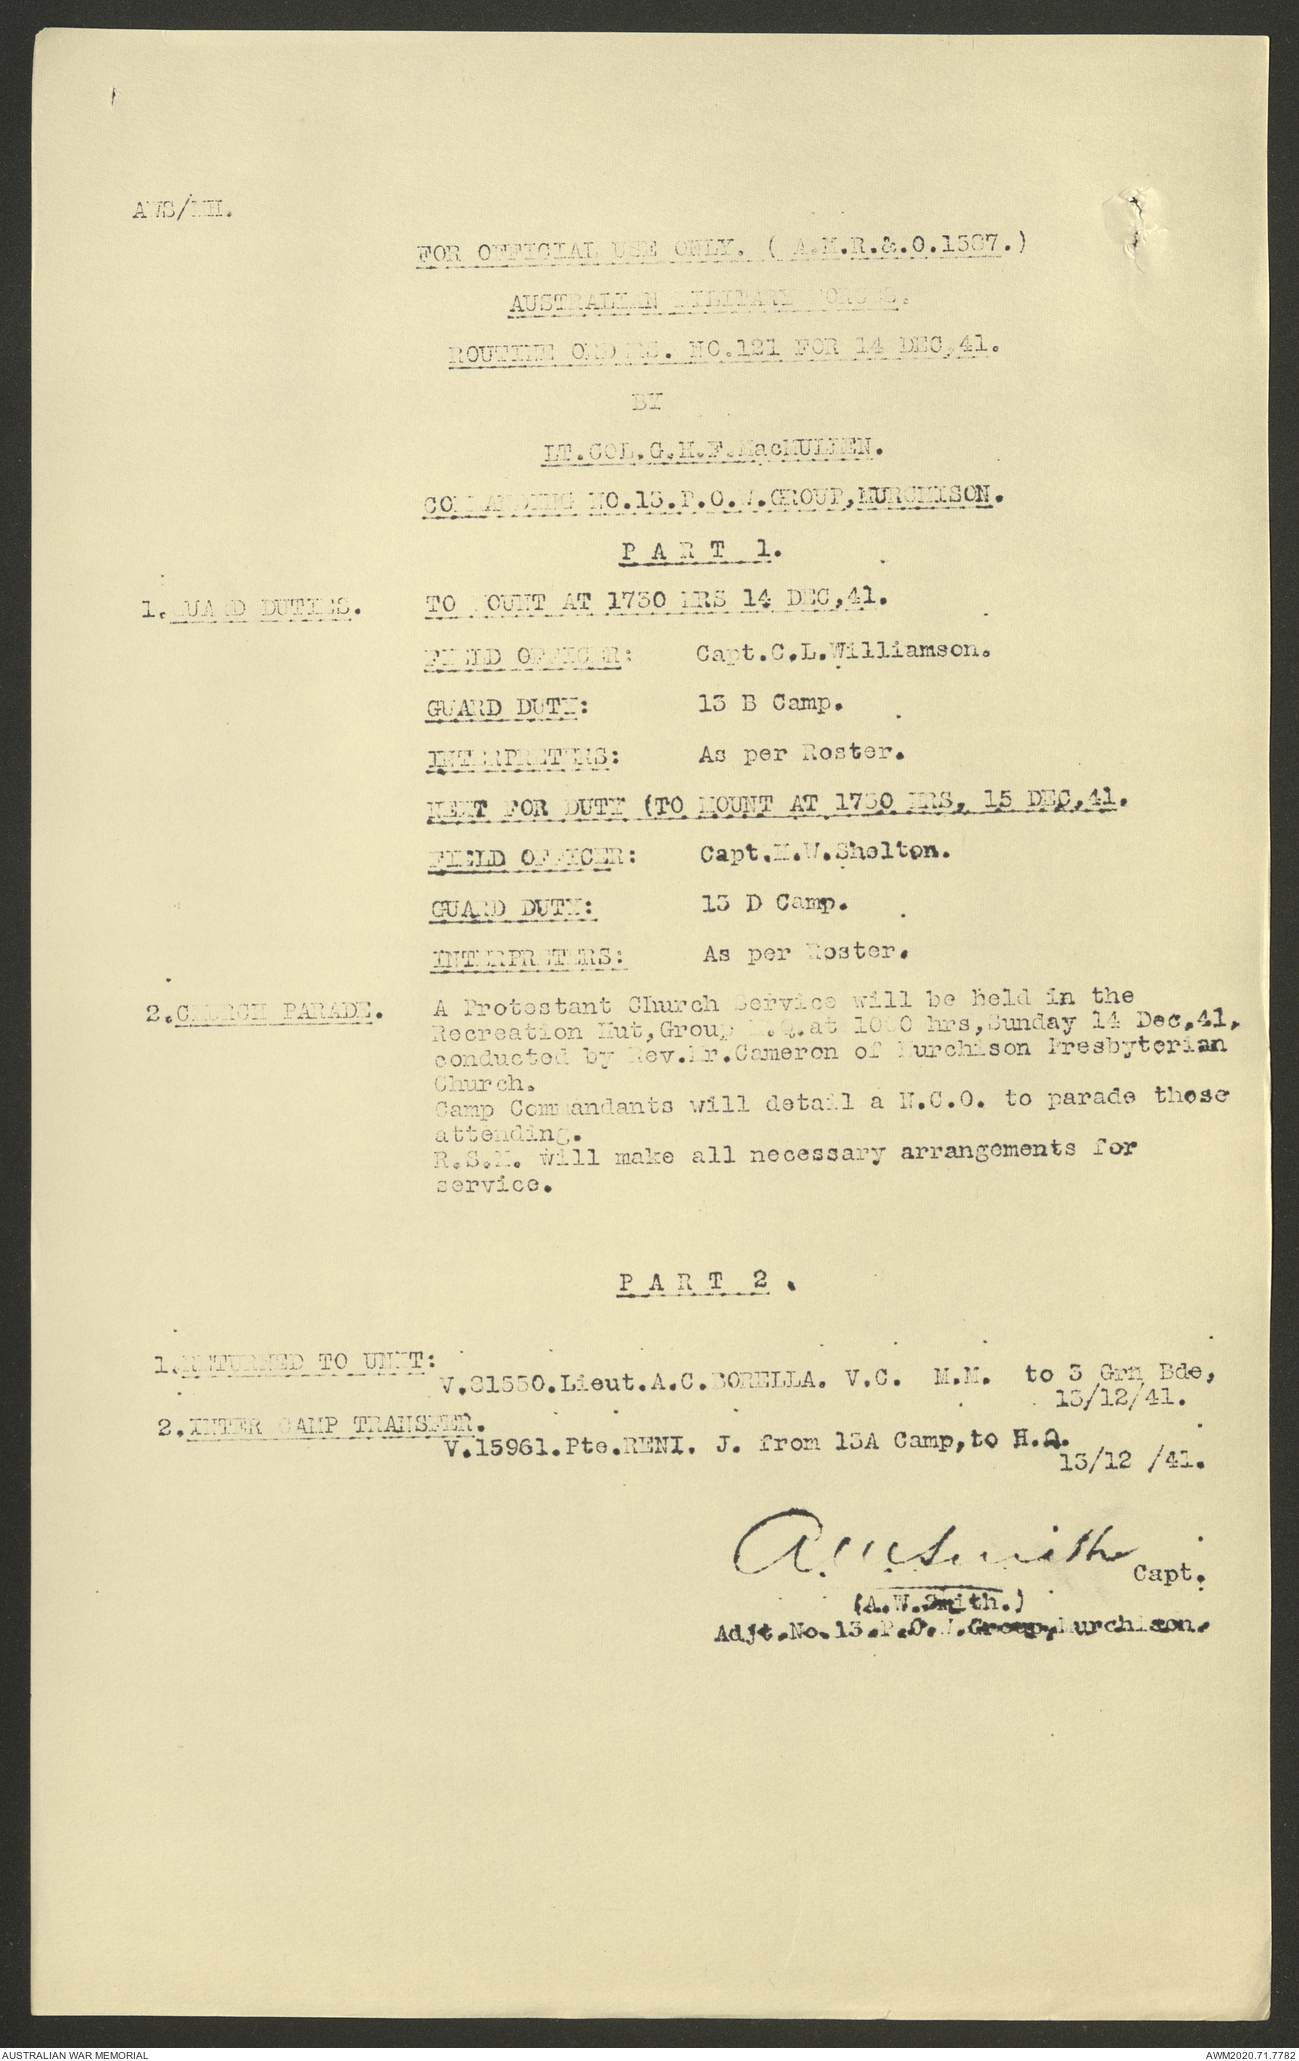 AWS/MH.
FOR OFFICIAL USE ONLY. ( A.M.R.&.O.1587.)
AUSTRALIAN MILITARY FORCES.
ROUTINE ORDERS. NO.121 FOR 14 DEC,41.
BY
LT.COL.G.H.F.MacMULLEN.
COMMANDING NO.13.P.O.W.GROUP,MURCHISON.
P A R T 1.
1.GUARD DUTIES. TO MOUNT AT 1730 HRS 14 DEC,41.
FIELD OFFICER: Capt.C.L.Williamson.
GUARD DUTY: 13 B Camp.
INTERPRETERS: As per Roster.
NEXT FOR DUTY (TO MOUNT AT 1730 HRS, 15 DEC,41.
FIELD OFFICER: Capt. Shelton.
GUARD DUTY: 13 D Camp.
INTERPRETERS: As per Roster.
2.CHURCH PARADE. A Protestant Church Service will be held in the
Recreation Hut,Group H.Q.at hrs,Sunday 14 Dec,41,
conducted by Rev.Mr.Cameron of Murchison Presbyterian
Church.
Camp Commandants will detail a N.C.O. to parade those
attending.
R.S.M. will make all necessary arrangements for
service.
P A R T 2 .
1.RETURNED TO UNIT:
V.81550.Lieut.A.C.BORELLA. V.C. M.M. to 3 Grn Bde,
13/12/41.
2.INTER CAMP TRANSFER.
V.15961.Pte.RENI. J. from 13A Camp,to H.Q.
13/12 /41.
A W Smith Capt.
(A.W.Smith.)
Adjt.No.13.P.O.W.Group,Murchison.
AUSTRALIAN WAR MEMORIAL
AWM2020.71.7782